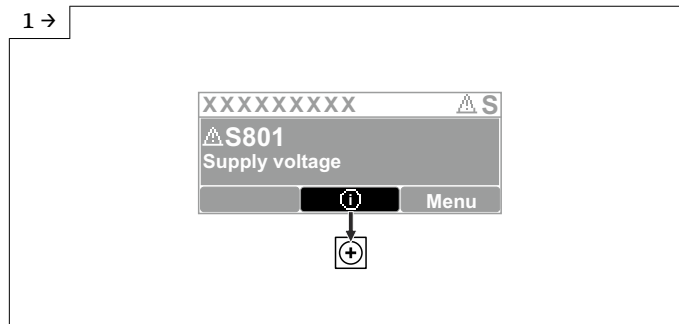 1 →
XXXXXXXXX ⚠ S
⚠S801
Supply voltage
ⓘ Menu
+